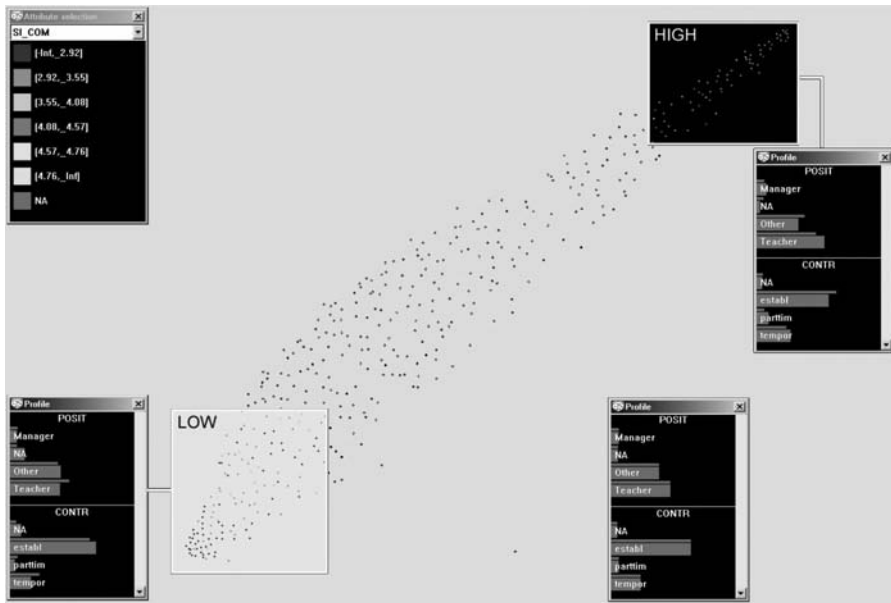 Attribute selection
SI_COM
[-Inf,_2.92]
[2.92,_3.55]
[3.55,_4.08]
[4.08,_4.57]
[4.57,_4.76]
[4.76,_Inf]
NA
HIGH
Profile
POSIT
Manager
NA
Other
Teacher
CONTR
NA
establ
parttim
tempor
Profile
POSIT
Manager
NA
Other
Teacher
CONTR
NA
establ
parttim
tempor
LOW
Profile
POSIT
Manager
NA
Other
Teacher
CONTR
NA
establ
parttim
tempor